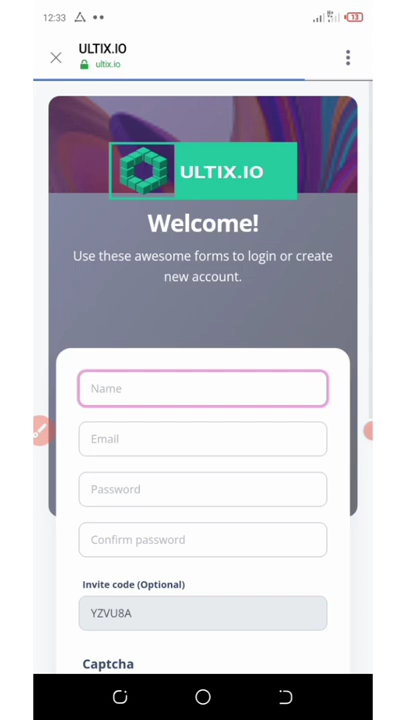 12:33
13
ULTIX.IO
ultix.io
ULTIX.IO
Welcome!
Use these awesome forms to login or create
new account.
Name
Email
Password
Confirm password
Invite code (Optional)
YZVU8A
Captcha